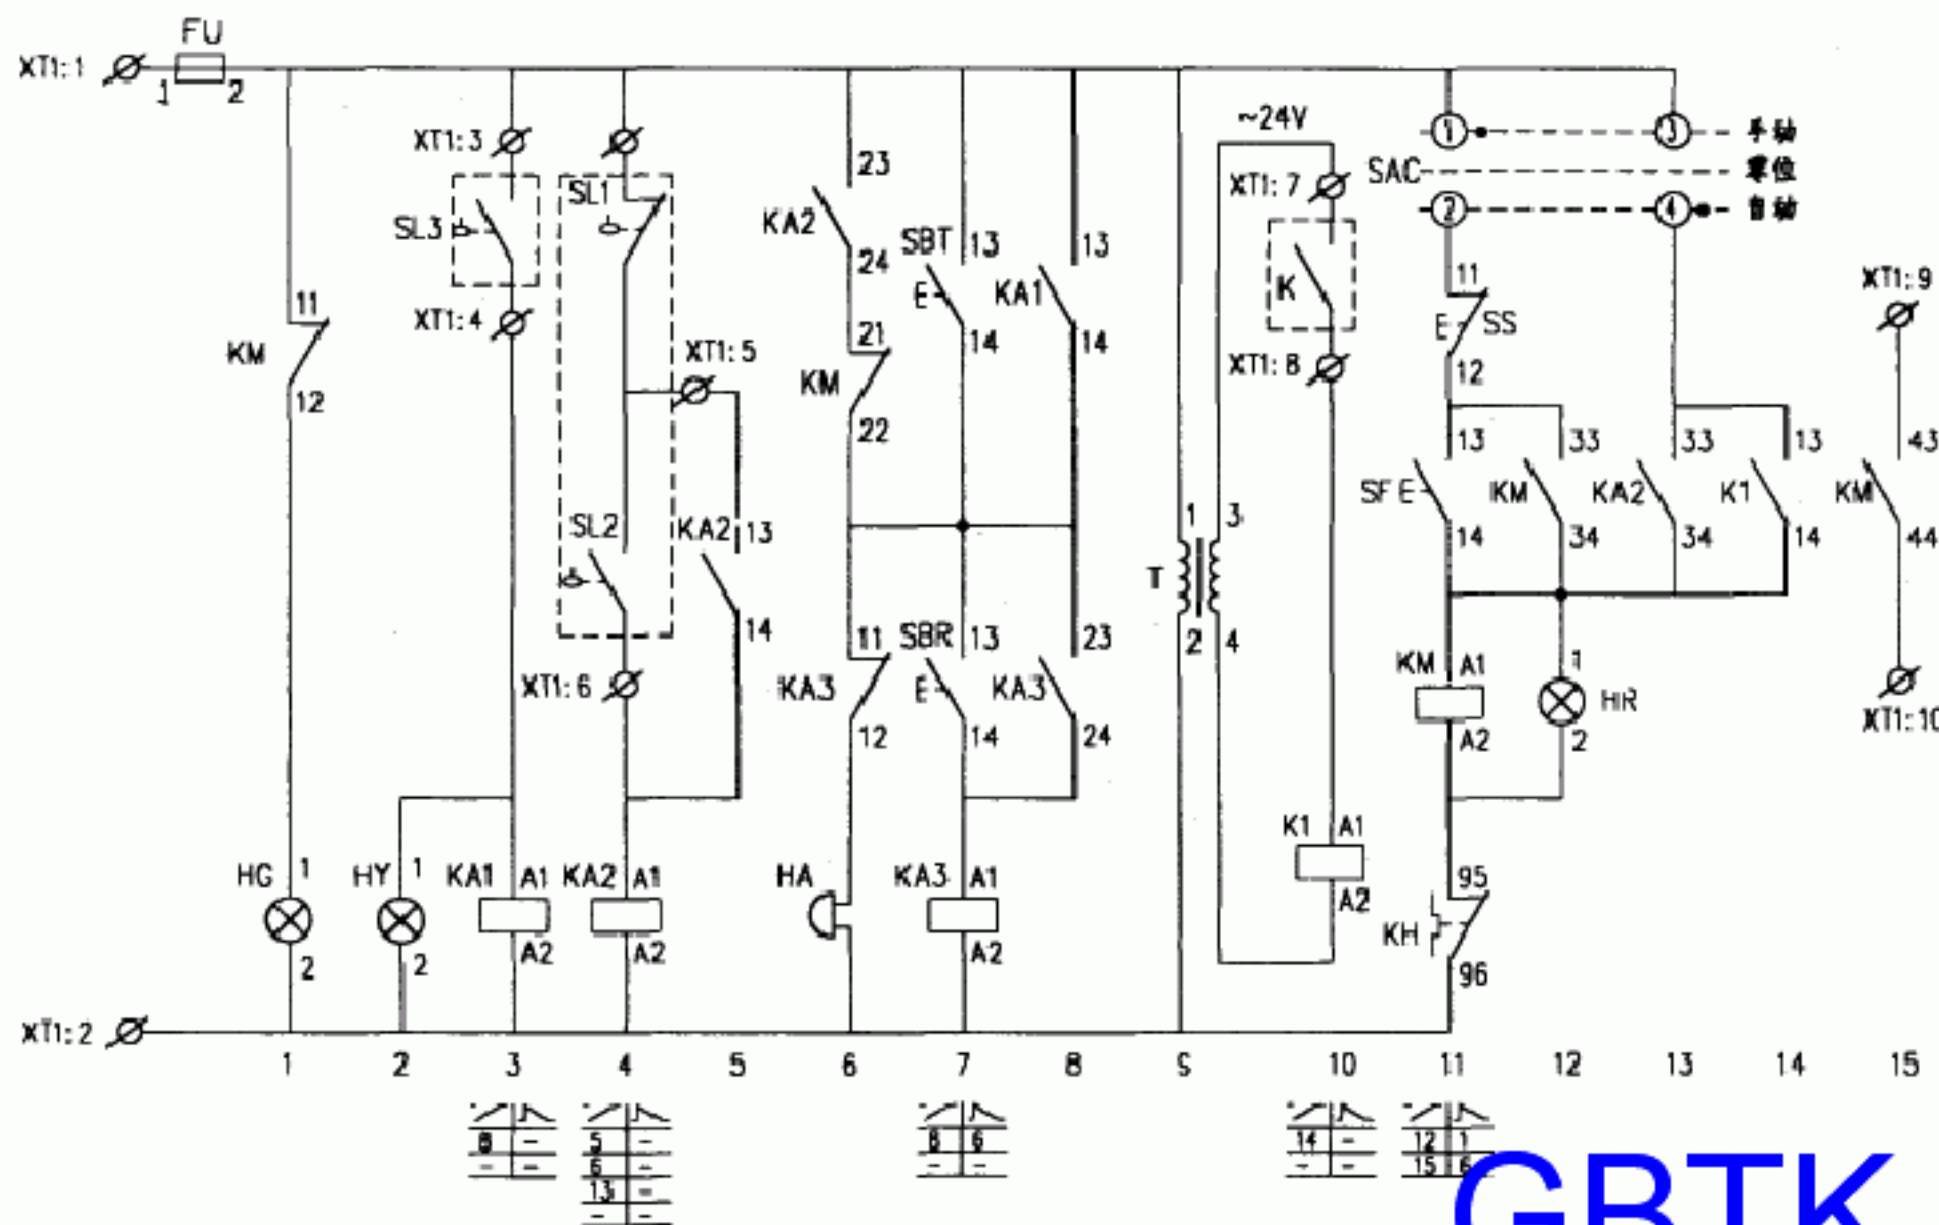 FU
XT1:1
1 2
~24V
XT1:3
手动
SAC
零位
自动
1 3
2 4
23
SL1
XT1:7
KA2
SL3
24
SBT 13
13
E
KA1
K
11
XT1:9
E SS
11
XT1:4
21
14
14
KM
XT1:5
KM
XT1:8
12
12
22
13 33 33 13 43
SL2
KA2 13
SF E
KM
KA2
K1
KM
1 3
14 34 34 14 44
T
14
2 4
11
SBR 13
23
KM A1
1
XT1:6
KA3
E
KA3
HR
12
14
24
A2
2
XT1:10
K1 A1
HG 1
HY 1
KA1 A1
KA2 A1
HA
KA3 A1
A2
95
KH
2
2
A2
A2
A2
96
XT1:2
1 2 3 4 5 6 7 8 9 10 11 12 13 14 15
8 - 5 - 8 6 14 - 12 1
- - 6 - - - - - 15 6
13 -
- -
GBTK